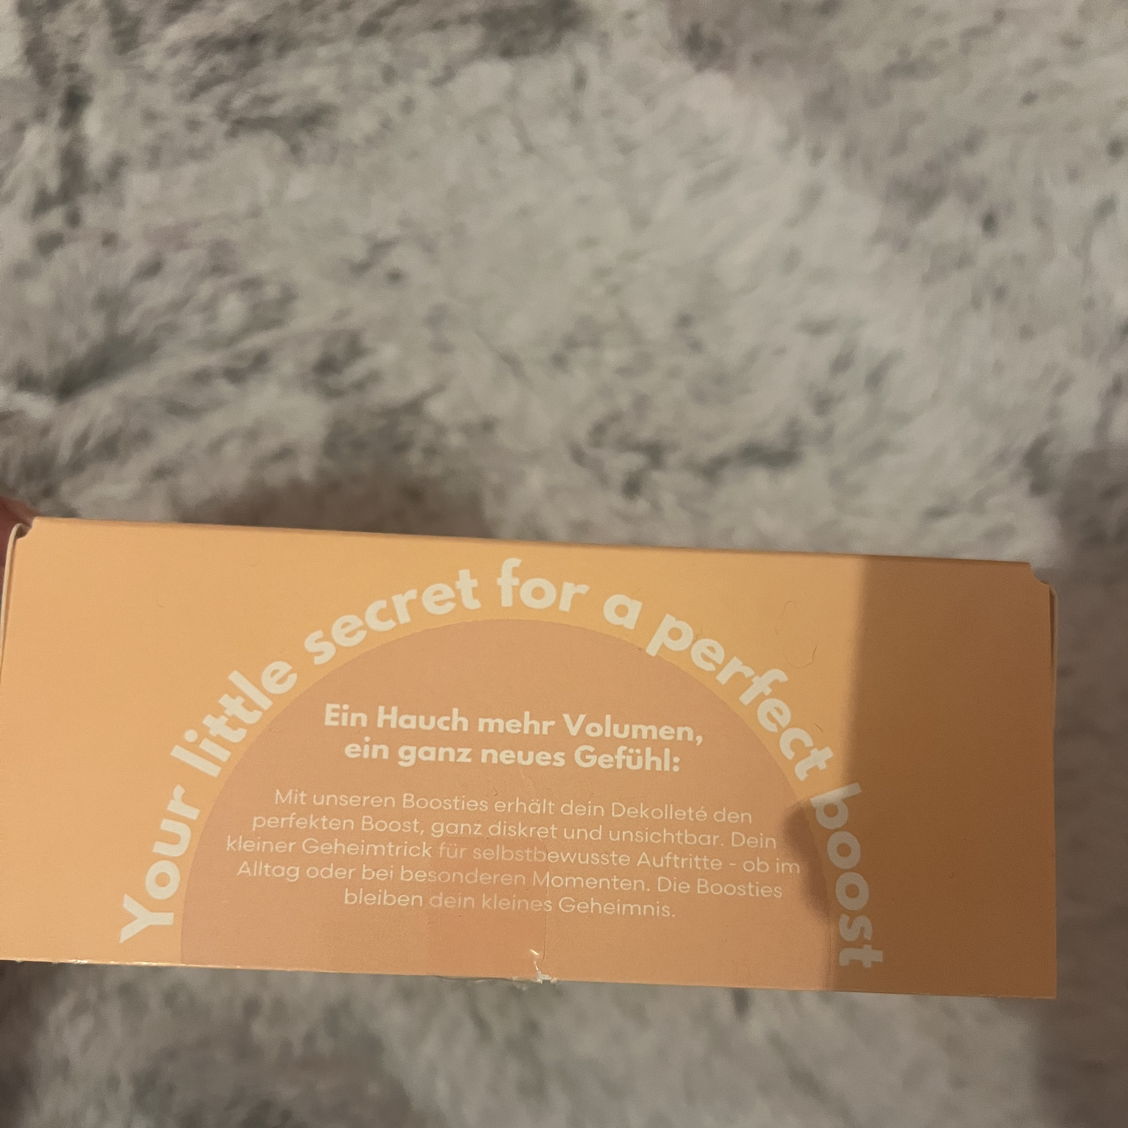 Your little secret for a perfect boost
Ein Hauch mehr Volumen,
ein ganz neues Gefühl:
Mit unseren Boosties erhält dein Dekolleté den
perfekten Boost, ganz diskret und unsichtbar. Dein
kleiner Geheimtrick für selbstbewusste Auftritte - ob im
Alltag oder bei besonderen Momenten. Die Boosties
bleiben dein kleines Geheimnis.